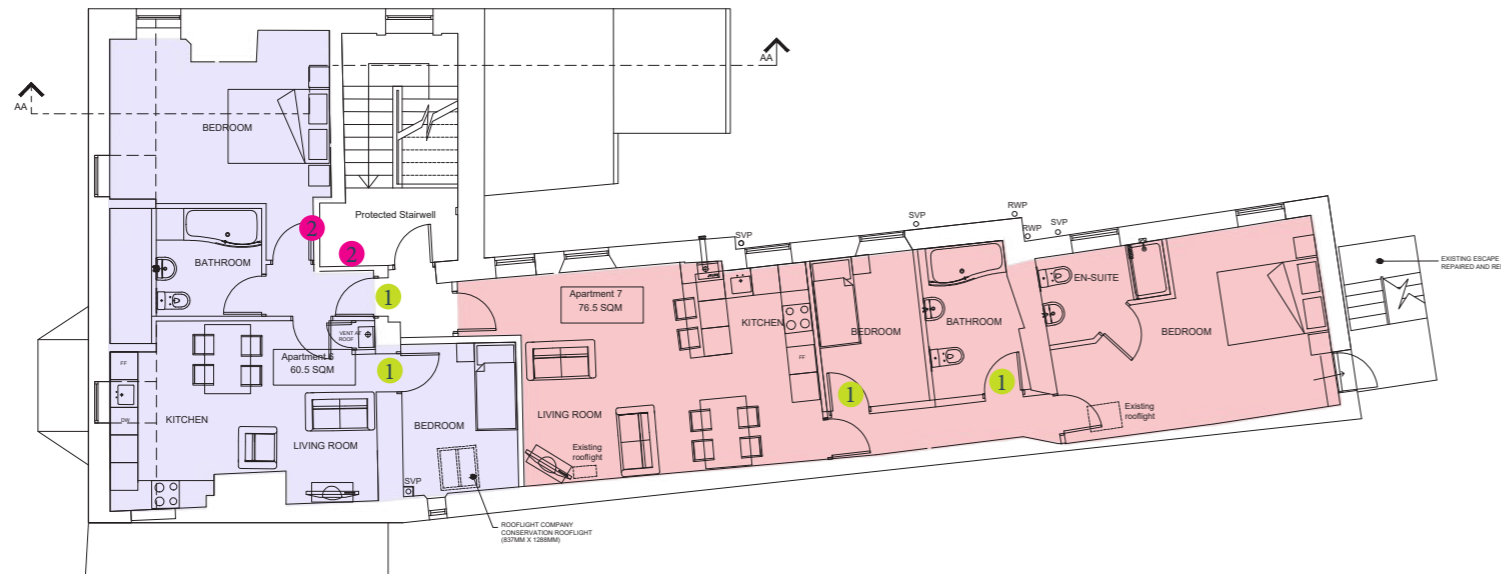 AA
AA
BEDROOM
2
Protected Stairwell
2
BATHROOM
1
VENT AT
ROOF
Apartment 6
60.5 SQM
1
FF
DW
KITCHEN
LIVING ROOM
BEDROOM
SVP
ROOFLIGHT COMPANY
CONSERVATION ROOFLIGHT
(837MM X 1288MM)
Apartment 7
76.5 SQM
KITCHEN
FF
LIVING ROOM
Existing
rooflight
SVP
BEDROOM
1
BATHROOM
1
SVP
RWP
RWP
SVP
EN-SUITE
BEDROOM
Existing
rooflight
EXISTING ESCAPE
REPAIRED AND RE